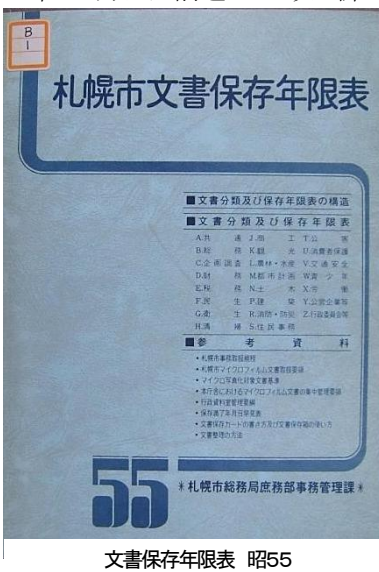 B
1
札幌市文書保存年限表
■文書分類及び保存年限表の構造
■文書分類及び保存年限表
A.共通 J.商工 T.公害
B.総務 K.観光 U.消費者保護
C.企画調査 L.農林・水産 V.交通安全
D.財務 M.都市計画 W.青少年
E.税務 N.土木 X.労働
F.民生 P.建築 Y.公営企業等
G.衛生 R.消防・防災 Z.行政委員会等
H.清掃 S.住民事務
■参考資料
•札幌市事務取扱規程
•札幌市マイクロフィルム文書取扱要領
•マイクロ写真化対象文書基準
•本庁舎におけるマイクロフィルム文書の集中管理要領
•行政資料室管理要綱
•保存満了年月日早見表
•文書保存カードの書き方及び文書保存箱の使い方
•文書整理の方法
55
＊札幌市総務局庶務部事務管理課＊
文書保存年限表 昭55